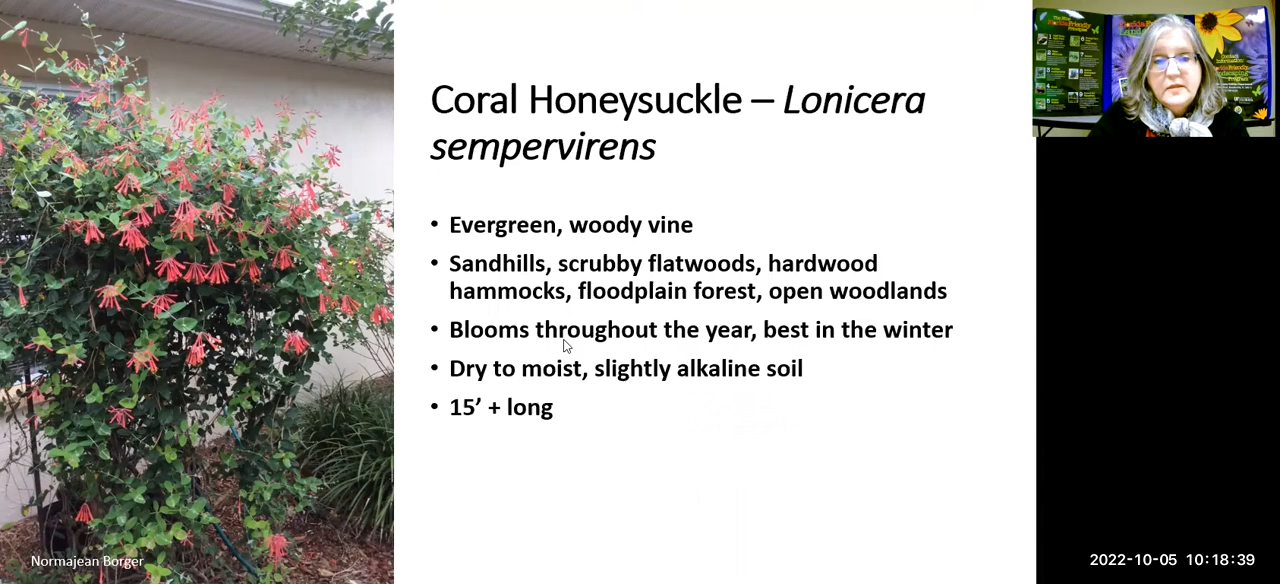 Coral Honeysuckle – Lonicera
sempervirens
• Evergreen, woody vine
• Sandhills, scrubby flatwoods, hardwood
hammocks, floodplain forest, open woodlands
• Blooms throughout the year, best in the winter
• Dry to moist, slightly alkaline soil
• 15’ + long
Normajean Borger
2022-10-05 10:18:39